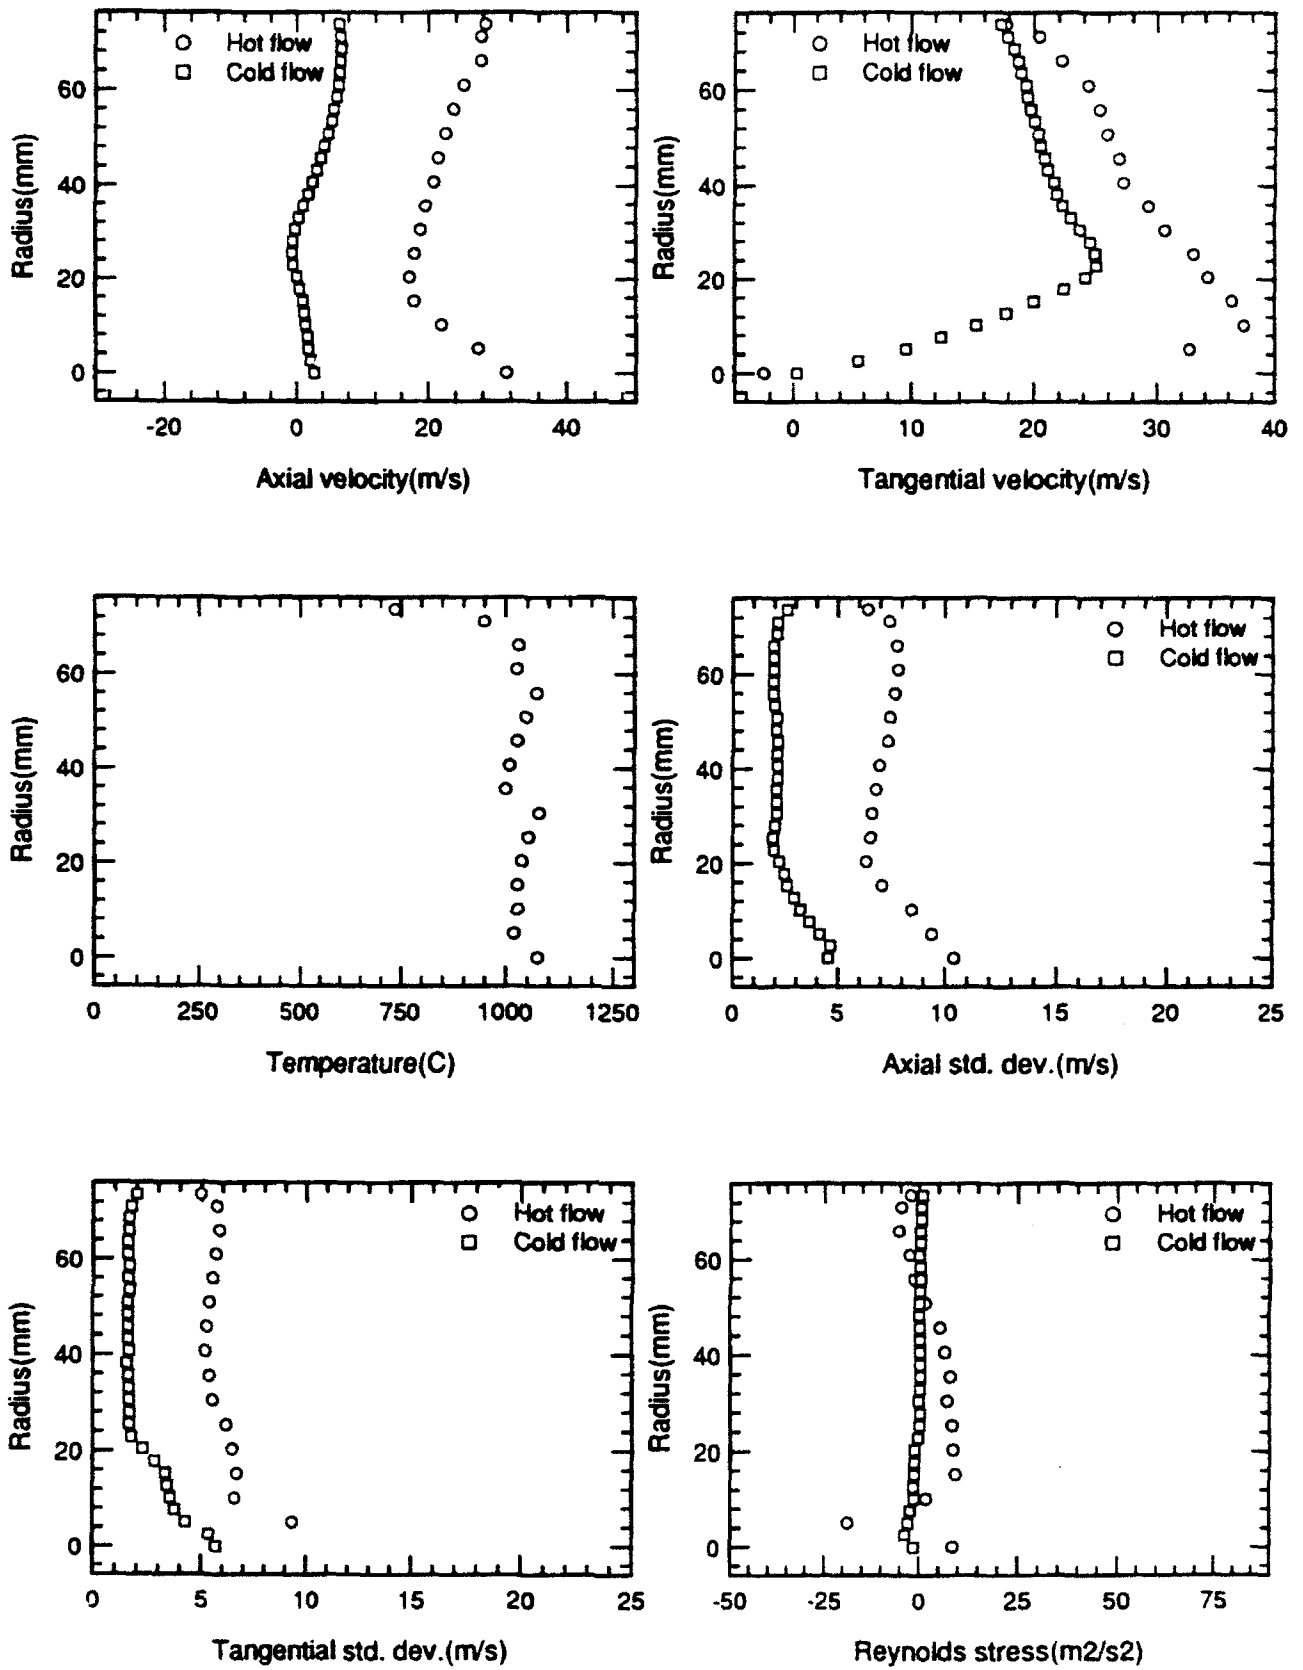 Hot flow
Cold flow
60
40
20
0
Radius(mm)
-20 0 20 40
Axial velocity(m/s)
Hot flow
Cold flow
60
40
20
0
Radius(mm)
0 10 20 30 40
Tangential velocity(m/s)
60
40
20
0
Radius(mm)
0 250 500 750 1000 1250
Temperature(C)
Hot flow
Cold flow
60
40
20
0
Radius(mm)
0 5 10 15 20 25
Axial std. dev.(m/s)
Hot flow
Cold flow
60
40
20
0
Radius(mm)
0 5 10 15 20 25
Tangential std. dev.(m/s)
Hot flow
Cold flow
60
40
20
0
Radius(mm)
-50 -25 0 25 50 75
Reynolds stress(m2/s2)